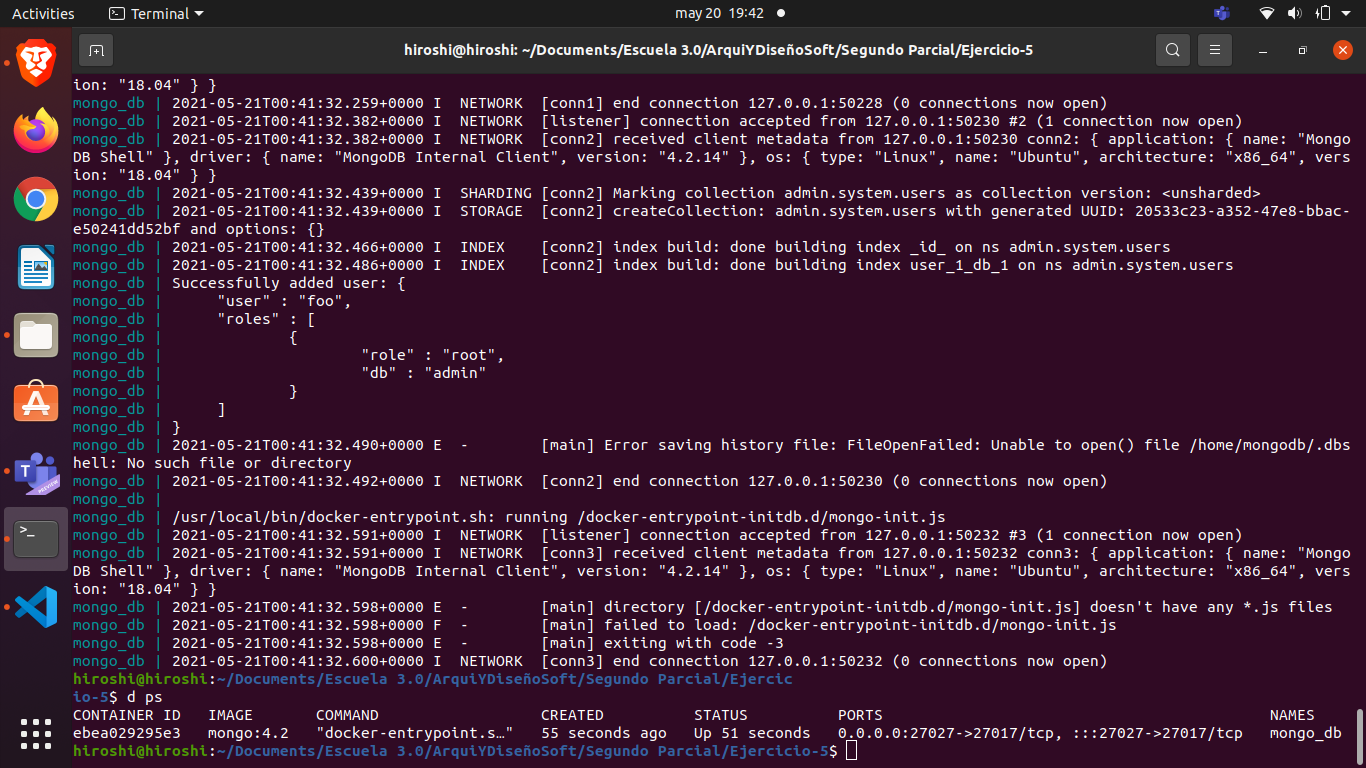 Activities
Terminal
may 20 19:42
hiroshi@hiroshi: ~/Documents/Escuela 3.0/ArquiYDiseñoSoft/Segundo Parcial/Ejercicio-5
ion: "18.04" } }
mongo_db | 2021-05-21T00:41:32.259+0000 I  NETWORK  [conn1] end connection 127.0.0.1:50228 (0 connections now open)
mongo_db | 2021-05-21T00:41:32.382+0000 I  NETWORK  [listener] connection accepted from 127.0.0.1:50230 #2 (1 connection now open)
mongo_db | 2021-05-21T00:41:32.382+0000 I  NETWORK  [conn2] received client metadata from 127.0.0.1:50230 conn2: { application: { name: "Mongo
DB Shell" }, driver: { name: "MongoDB Internal Client", version: "4.2.14" }, os: { type: "Linux", name: "Ubuntu", architecture: "x86_64", vers
ion: "18.04" } }
mongo_db | 2021-05-21T00:41:32.439+0000 I  SHARDING [conn2] Marking collection admin.system.users as collection version: <unsharded>
mongo_db | 2021-05-21T00:41:32.439+0000 I  STORAGE  [conn2] createCollection: admin.system.users with generated UUID: 20533c23-a352-47e8-bbac-
e50241dd52bf and options: {}
mongo_db | 2021-05-21T00:41:32.466+0000 I  INDEX    [conn2] index build: done building index _id_ on ns admin.system.users
mongo_db | 2021-05-21T00:41:32.486+0000 I  INDEX    [conn2] index build: done building index user_1_db_1 on ns admin.system.users
mongo_db | Successfully added user: {
mongo_db |      "user" : "foo",
mongo_db |      "roles" : [
mongo_db |              {
mongo_db |                      "role" : "root",
mongo_db |                      "db" : "admin"
mongo_db |              }
mongo_db |      ]
mongo_db | }
mongo_db | 2021-05-21T00:41:32.490+0000 E  -        [main] Error saving history file: FileOpenFailed: Unable to open() file /home/mongodb/.dbs
hell: No such file or directory
mongo_db | 2021-05-21T00:41:32.492+0000 I  NETWORK  [conn2] end connection 127.0.0.1:50230 (0 connections now open)
mongo_db |
mongo_db | /usr/local/bin/docker-entrypoint.sh: running /docker-entrypoint-initdb.d/mongo-init.js
mongo_db | 2021-05-21T00:41:32.591+0000 I  NETWORK  [listener] connection accepted from 127.0.0.1:50232 #3 (1 connection now open)
mongo_db | 2021-05-21T00:41:32.591+0000 I  NETWORK  [conn3] received client metadata from 127.0.0.1:50232 conn3: { application: { name: "Mongo
DB Shell" }, driver: { name: "MongoDB Internal Client", version: "4.2.14" }, os: { type: "Linux", name: "Ubuntu", architecture: "x86_64", vers
ion: "18.04" } }
mongo_db | 2021-05-21T00:41:32.598+0000 E  -        [main] directory [/docker-entrypoint-initdb.d/mongo-init.js] doesn't have any *.js files
mongo_db | 2021-05-21T00:41:32.598+0000 F  -        [main] failed to load: /docker-entrypoint-initdb.d/mongo-init.js
mongo_db | 2021-05-21T00:41:32.598+0000 E  -        [main] exiting with code -3
mongo_db | 2021-05-21T00:41:32.600+0000 I  NETWORK  [conn3] end connection 127.0.0.1:50232 (0 connections now open)
hiroshi@hiroshi:~/Documents/Escuela 3.0/ArquiYDiseñoSoft/Segundo Parcial/Ejercic
io-5$ d ps
CONTAINER ID   IMAGE       COMMAND                  CREATED          STATUS          PORTS                                           NAMES
ebea029295e3   mongo:4.2   "docker-entrypoint.s…"   55 seconds ago   Up 51 seconds   0.0.0.0:27027->27017/tcp, :::27027->27017/tcp   mongo_db
hiroshi@hiroshi:~/Documents/Escuela 3.0/ArquiYDiseñoSoft/Segundo Parcial/Ejercicio-5$